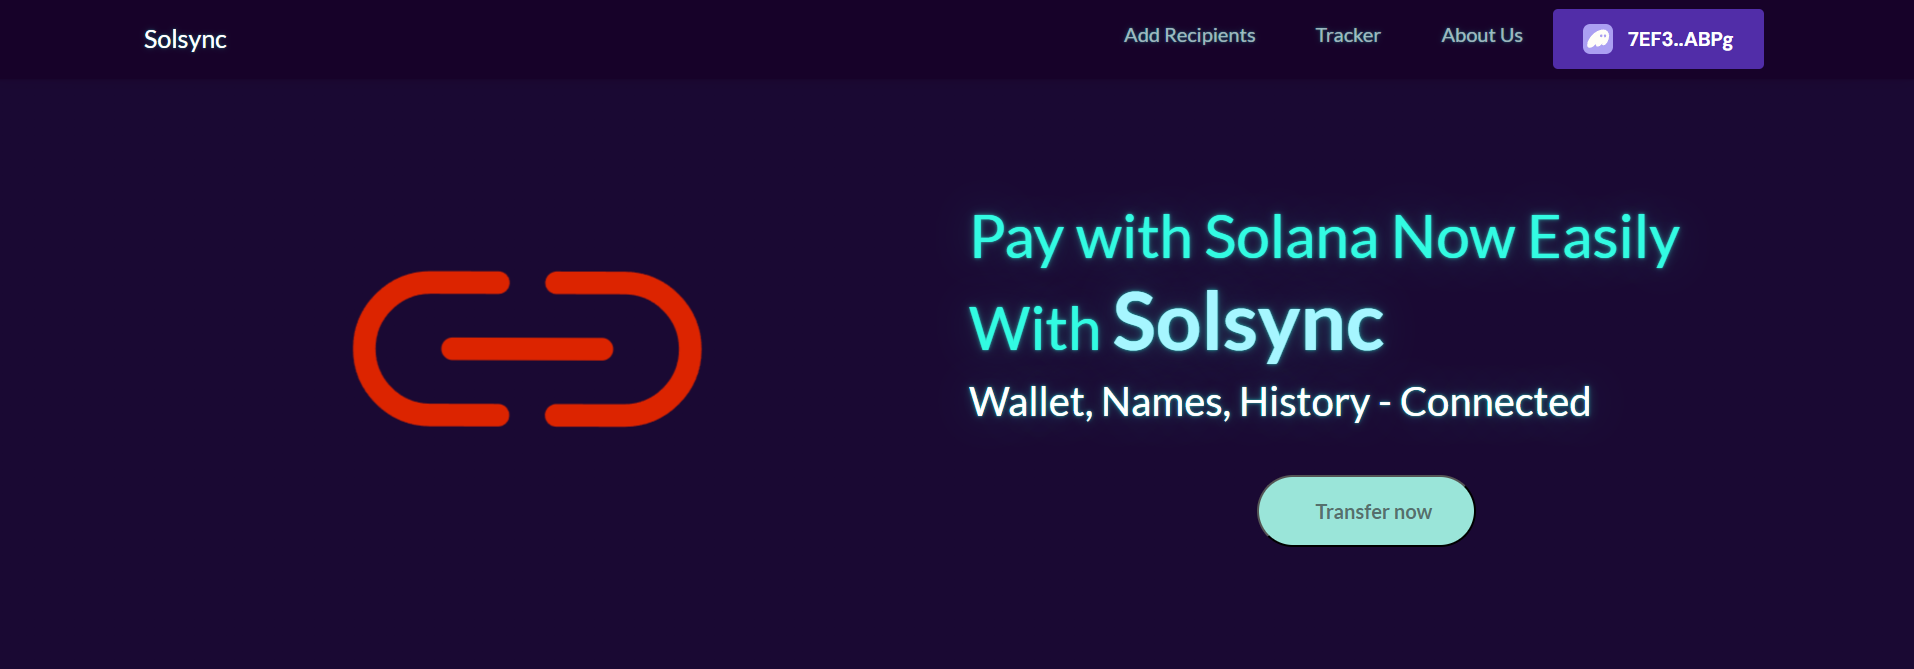 Solsync
Add Recipients
Tracker
About Us
7EF3..ABPg
Pay with Solana Now Easily
With Solsync
Wallet, Names, History - Connected
Transfer now